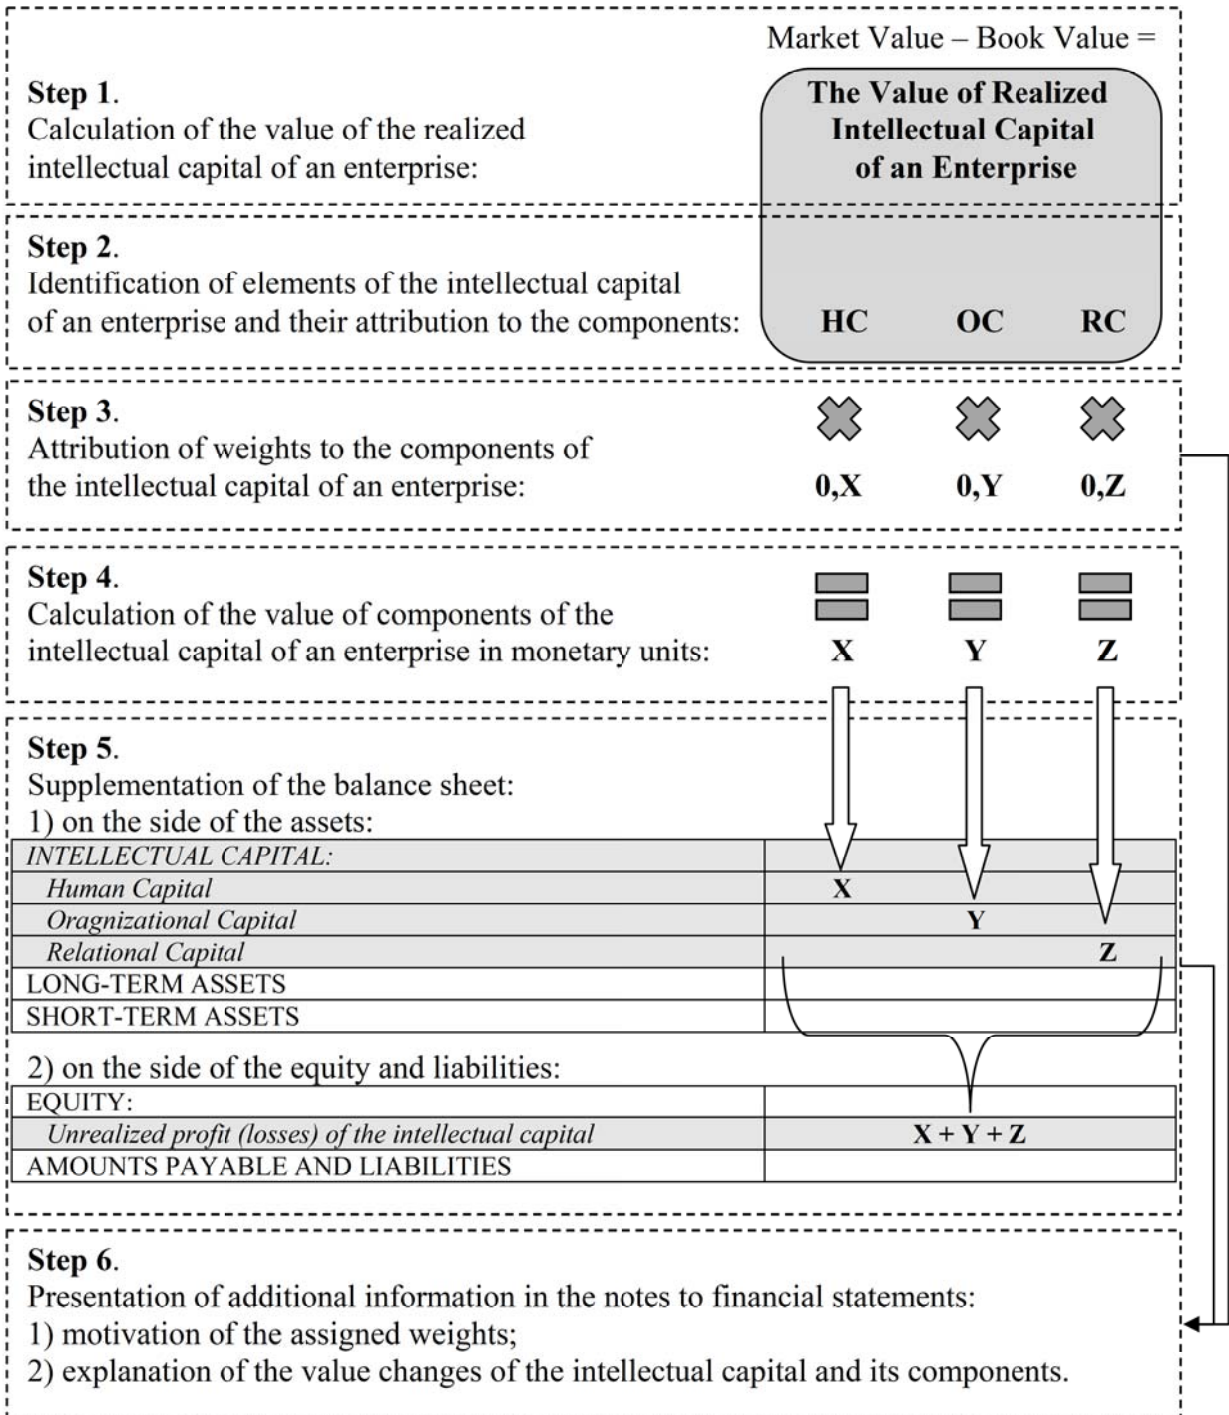 Market Value – Book Value =
Step 1.
Calculation of the value of the realized
intellectual capital of an enterprise:
The Value of Realized
Intellectual Capital
of an Enterprise
Step 2.
Identification of elements of the intellectual capital
of an enterprise and their attribution to the components:
HC OC RC
Step 3.
Attribution of weights to the components of
the intellectual capital of an enterprise:
0,X 0,Y 0,Z
Step 4.
Calculation of the value of components of the
intellectual capital of an enterprise in monetary units:
X Y Z
Step 5.
Supplementation of the balance sheet:
1) on the side of the assets:
INTELLECTUAL CAPITAL:
Human Capital X
Oragnizational Capital Y
Relational Capital Z
LONG-TERM ASSETS
SHORT-TERM ASSETS
2) on the side of the equity and liabilities:
EQUITY:
Unrealized profit (losses) of the intellectual capital X + Y + Z
AMOUNTS PAYABLE AND LIABILITIES
Step 6.
Presentation of additional information in the notes to financial statements:
1) motivation of the assigned weights;
2) explanation of the value changes of the intellectual capital and its components.